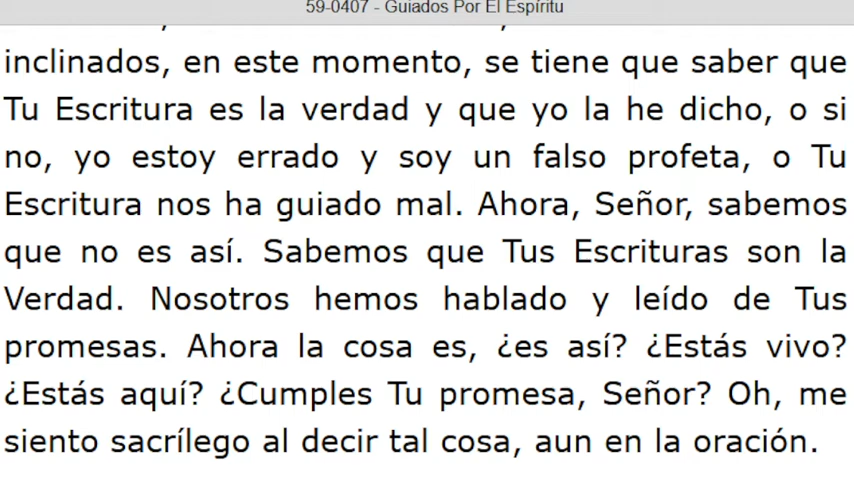 59-0407 - Guiados Por El Espíritu
inclinados, en este momento, se tiene que saber que
Tu Escritura es la verdad y que yo la he dicho, o si
no, yo estoy errado y soy un falso profeta, o Tu
Escritura nos ha guiado mal. Ahora, Señor, sabemos
que no es así. Sabemos que Tus Escrituras son la
Verdad. Nosotros hemos hablado y leído de Tus
promesas. Ahora la cosa es, ¿es así? ¿Estás vivo?
¿Estás aquí? ¿Cumples Tu promesa, Señor? Oh, me
siento sacrílego al decir tal cosa, aun en la oración.